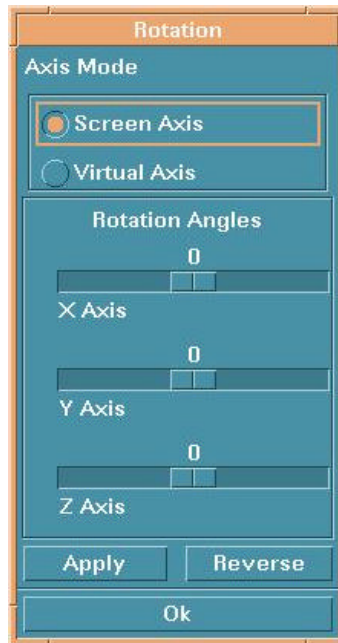 Rotation
Axis Mode
Screen Axis
Virtual Axis
Rotation Angles
0
X Axis
0
Y Axis
0
Z Axis
Apply Reverse
Ok